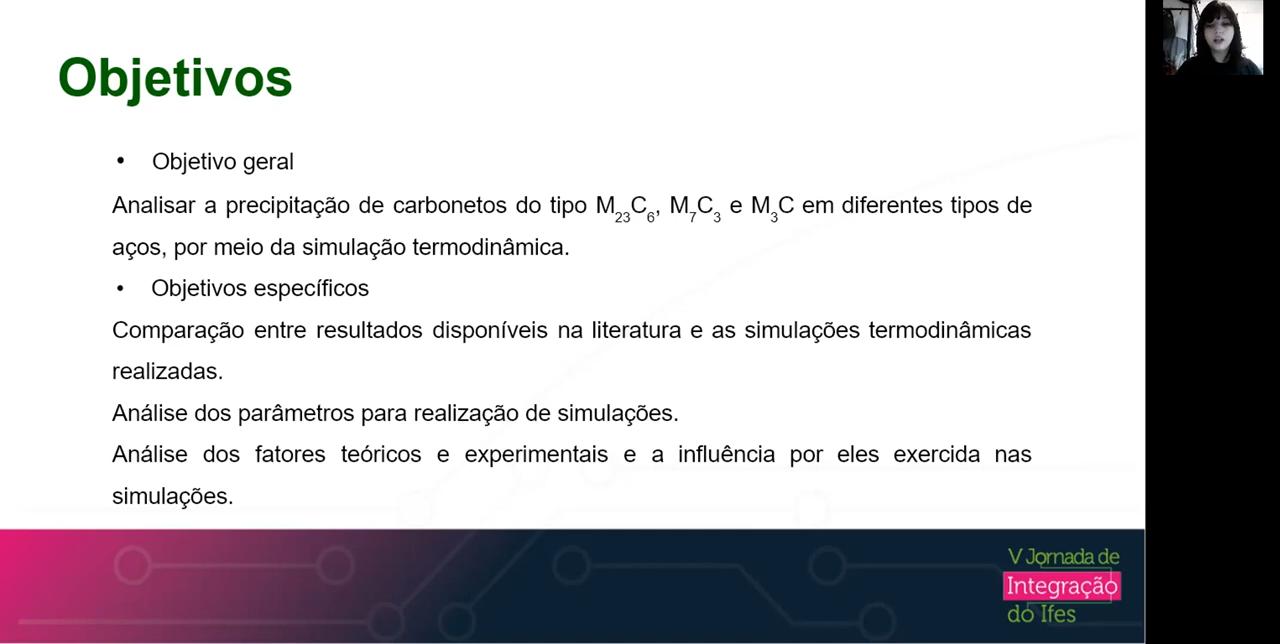 Objetivos
• Objetivo geral
Analisar a precipitação de carbonetos do tipo M₂₃C₆, M₇C₃ e M₃C em diferentes tipos de
aços, por meio da simulação termodinâmica.
• Objetivos específicos
Comparação entre resultados disponíveis na literatura e as simulações termodinâmicas
realizadas.
Análise dos parâmetros para realização de simulações.
Análise dos fatores teóricos e experimentais e a influência por eles exercida nas
simulações.
V Jornada de
Integração
do Ifes